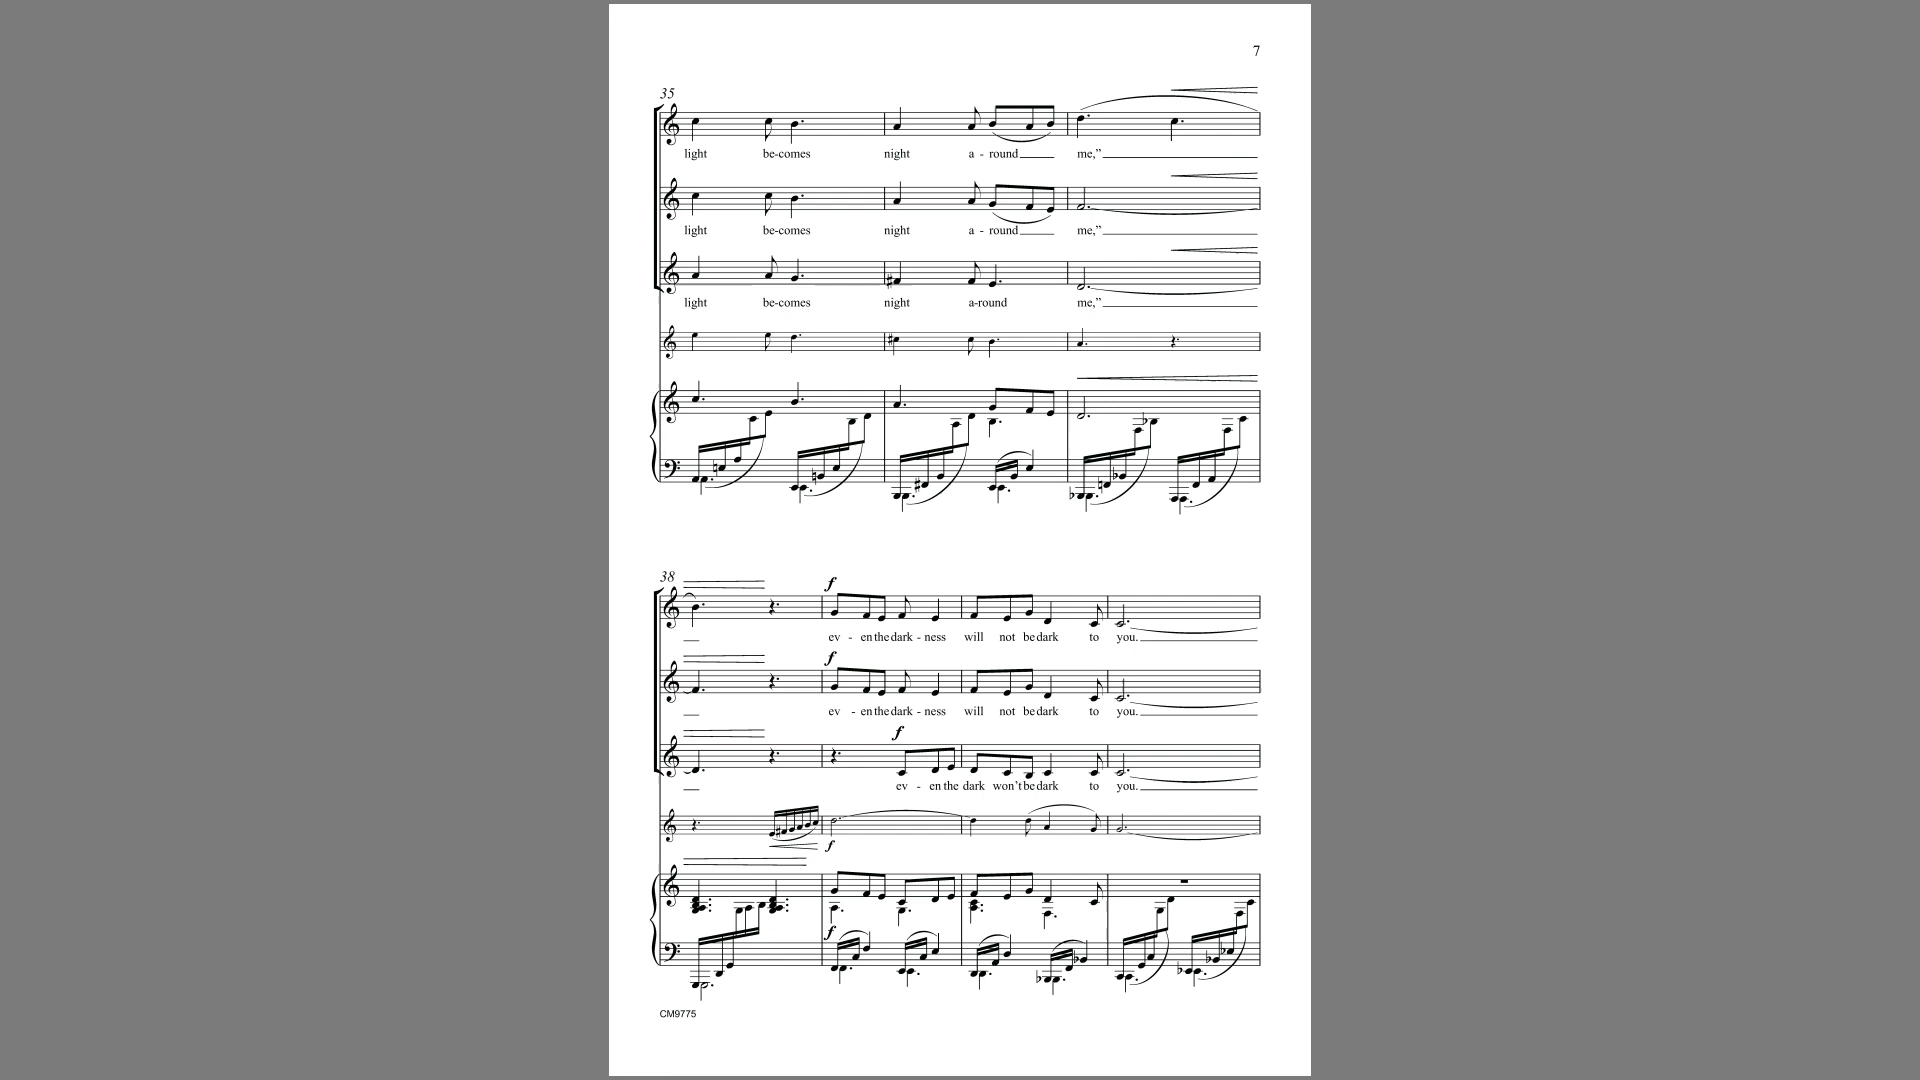 7
35
light be-comes night a - round me,”
light be-comes night a - round me,”
light be-comes night a-round me,”
38
f
ev - en the dark - ness will not be dark to you.
f
ev - en the dark - ness will not be dark to you.
f
ev - en the dark won’t be dark to you.
f
f
CM9775